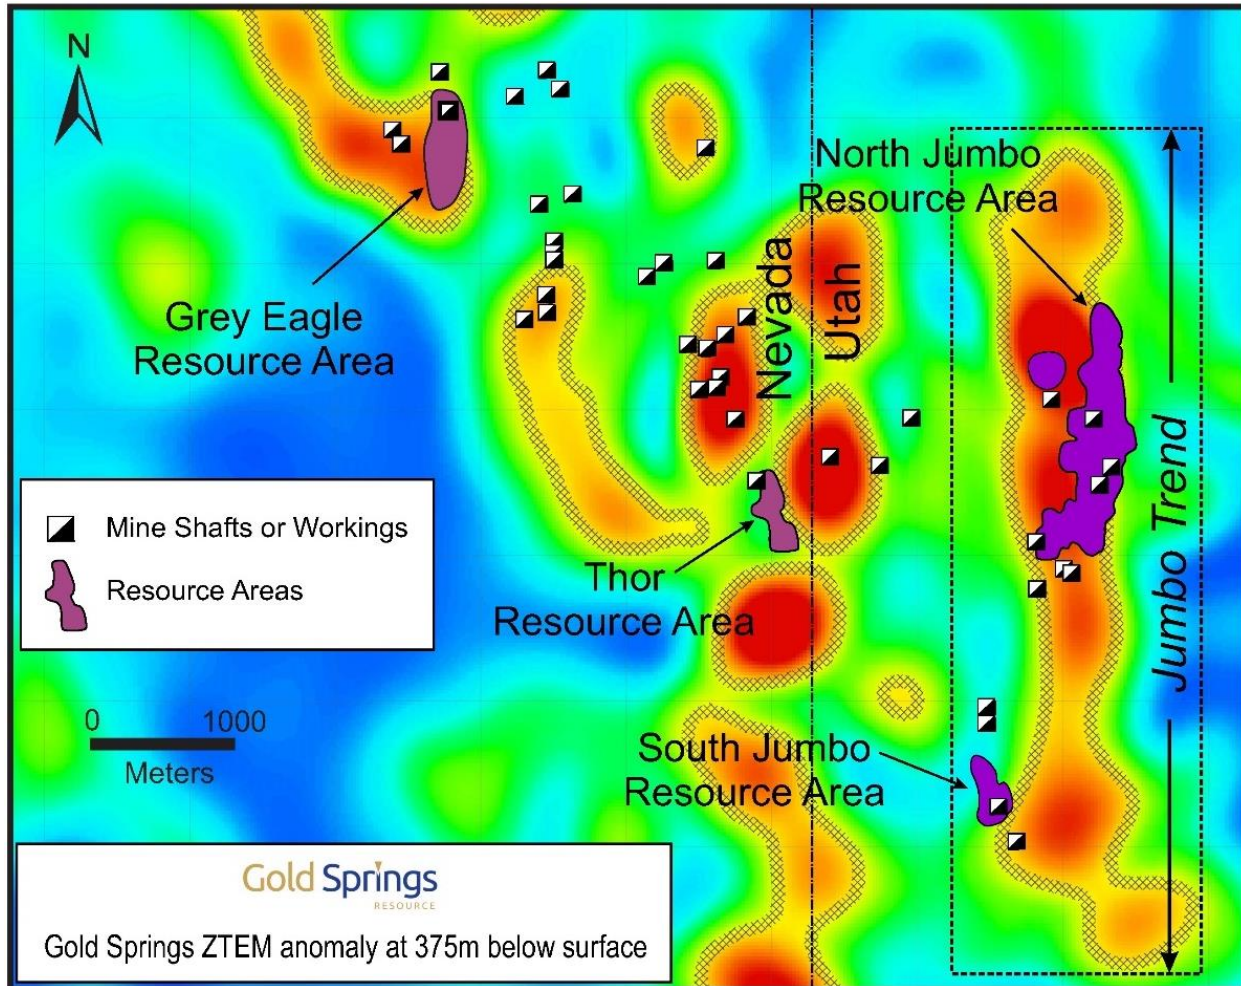 N
North Jumbo
Resource Area
Nevada
Utah
Grey Eagle
Resource Area
Jumbo Trend
Mine Shafts or Workings
Resource Areas
Thor
Resource Area
0 1000
Meters
South Jumbo
Resource Area
Gold Springs
RESOURCE
Gold Springs ZTEM anomaly at 375m below surface